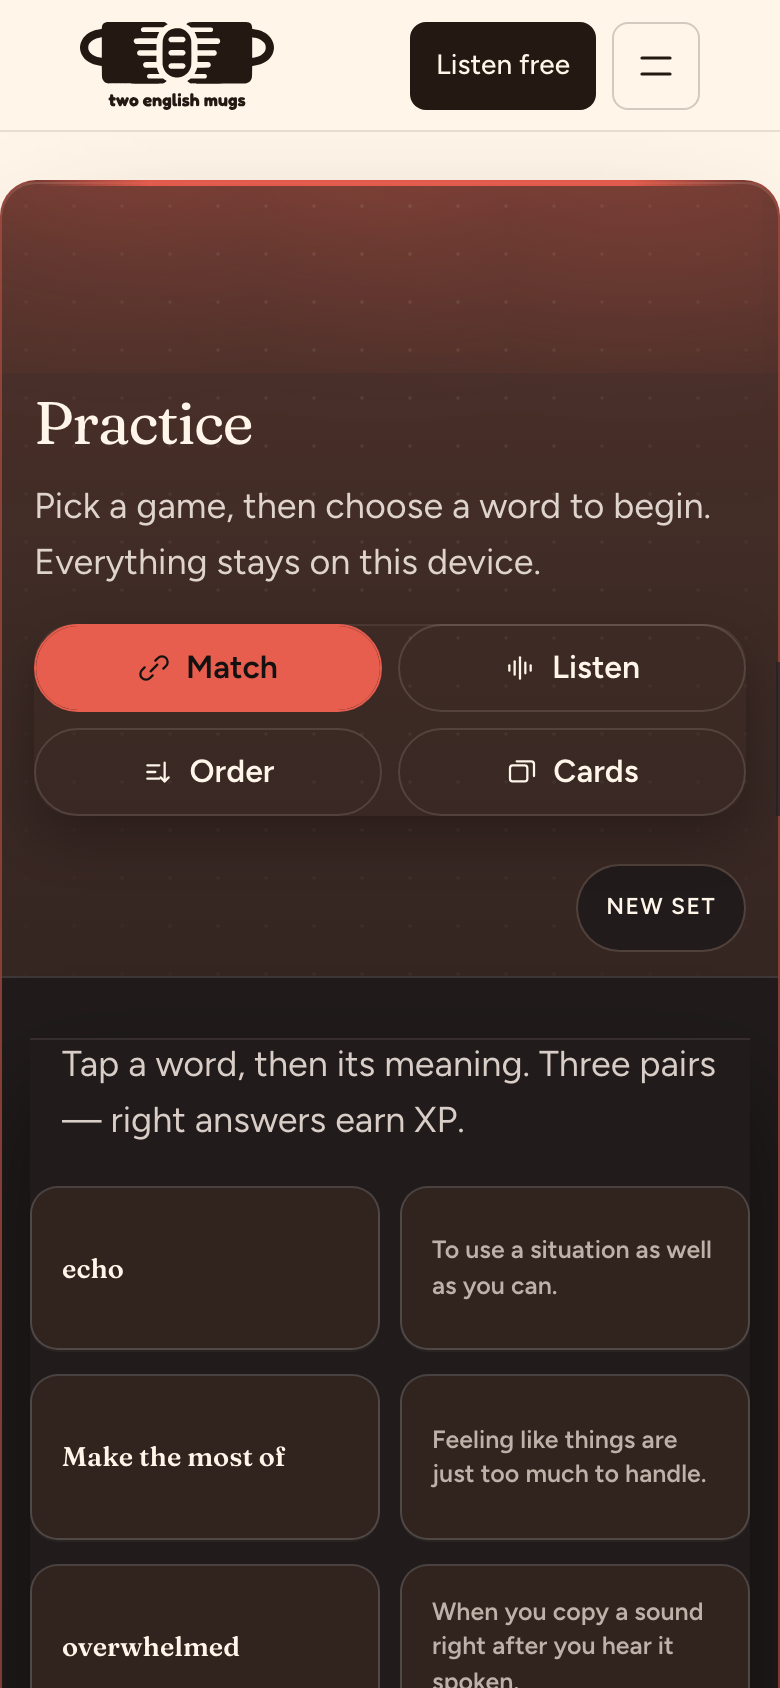 two english mugs
Listen free
Practice
Pick a game, then choose a word to begin.
Everything stays on this device.
Match
Listen
Order
Cards
NEW SET
Tap a word, then its meaning. Three pairs
— right answers earn XP.
echo
To use a situation as well
as you can.
Make the most of
Feeling like things are
just too much to handle.
overwhelmed
When you copy a sound
right after you hear it
spoken.